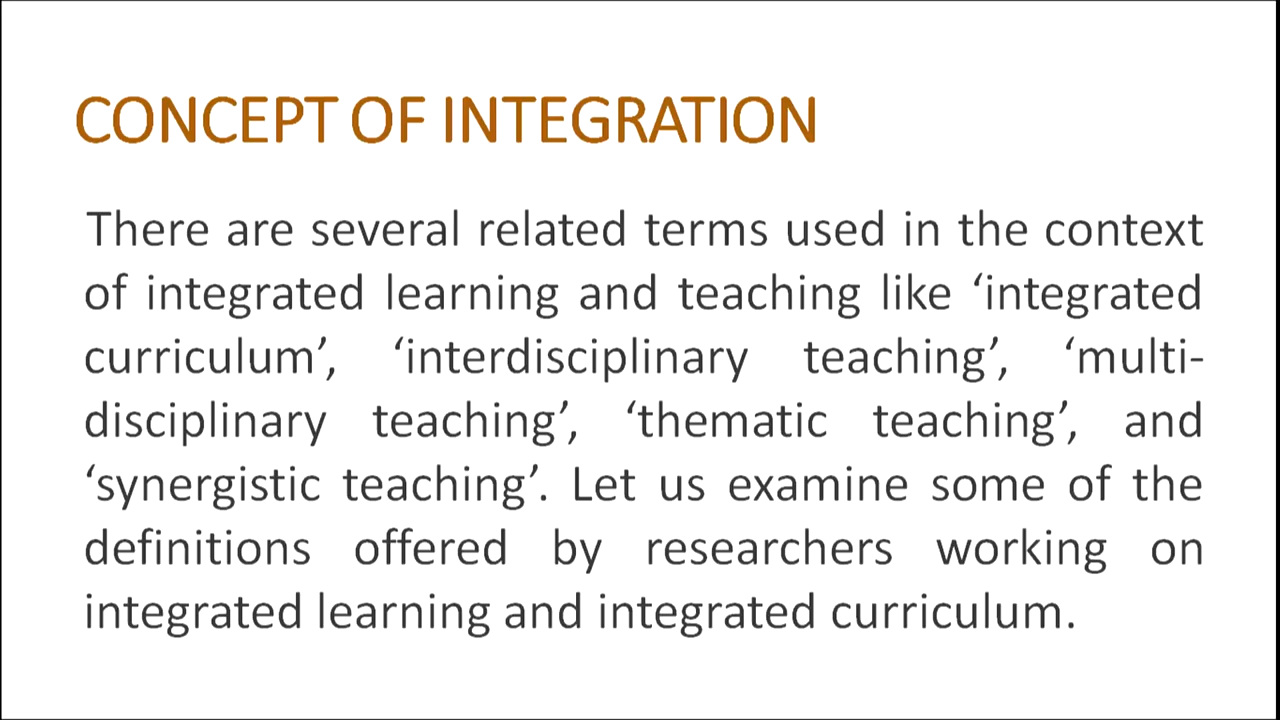 CONCEPT OF INTEGRATION
There are several related terms used in the context
of integrated learning and teaching like ‘integrated
curriculum’, ‘interdisciplinary teaching’, ‘multi-
disciplinary teaching’, ‘thematic teaching’, and
‘synergistic teaching’. Let us examine some of the
definitions offered by researchers working on
integrated learning and integrated curriculum.